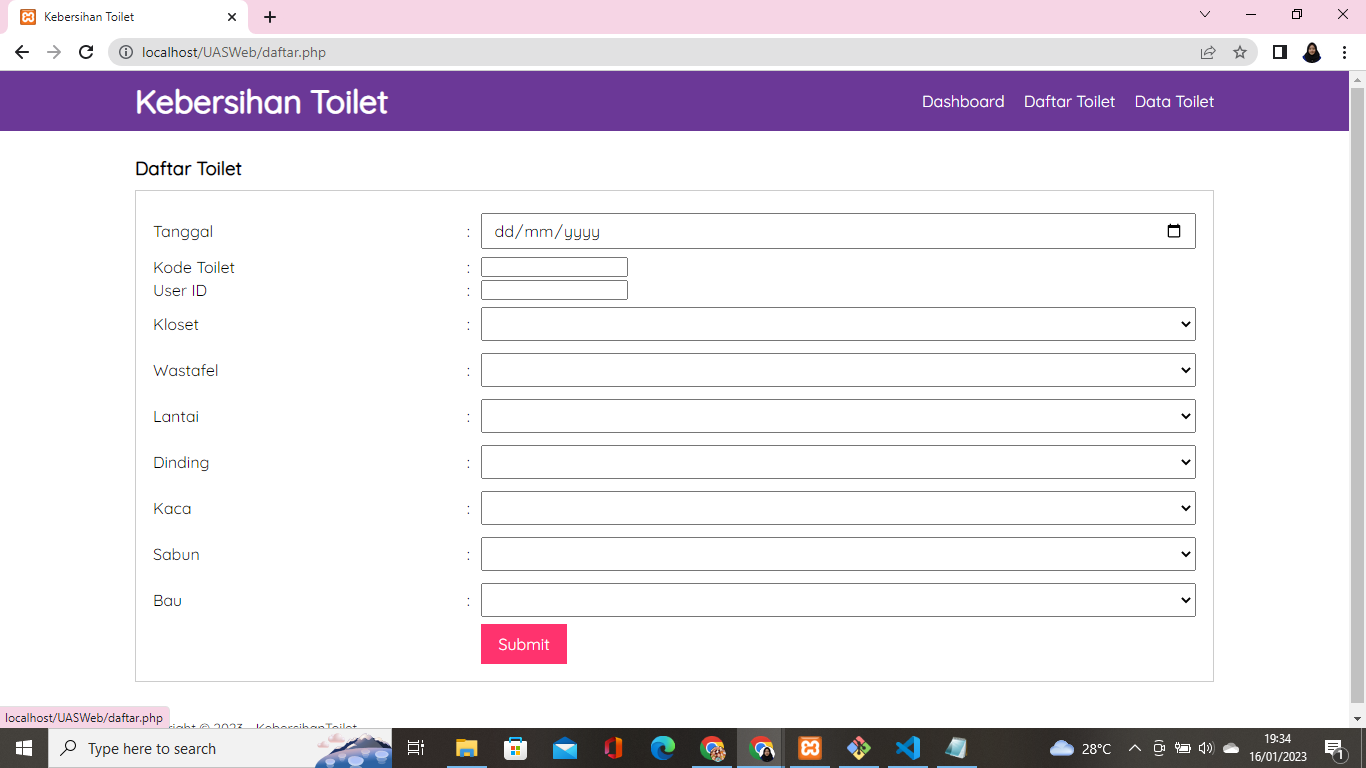 Kebersihan Toilet
localhost/UASWeb/daftar.php
Kebersihan Toilet
Dashboard Daftar Toilet Data Toilet
Daftar Toilet
Tanggal : dd/mm/yyyy
Kode Toilet :
User ID :
Kloset :
Wastafel :
Lantai :
Dinding :
Kaca :
Sabun :
Bau :
Submit
localhost/UASWeb/daftar.php
© 2023 - KebersihanToilet
Type here to search
28°C
19:34
16/01/2023
1